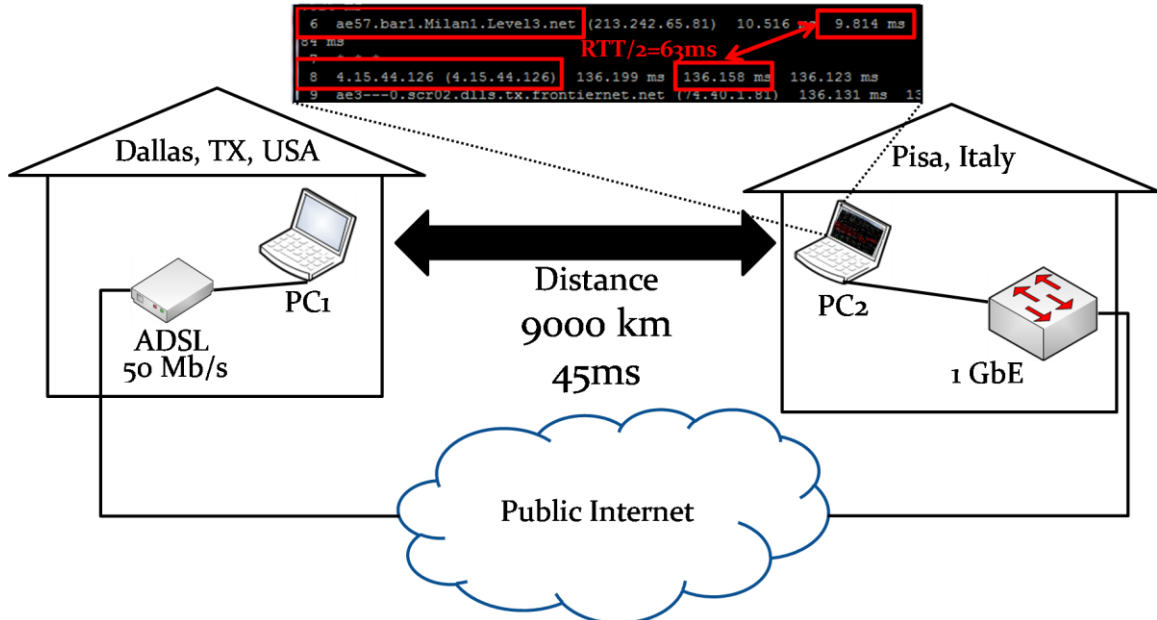 6 ae57.bar1.Milan1.Level3.net (213.242.65.81) 10.516 ms 9.814 ms
84 ms
RTT/2=63ms
7 * * *
8 4.15.44.126 (4.15.44.126) 136.199 ms 136.158 ms 136.123 ms
9 ae3---0.scr02.dlls.tx.frontiernet.net (74.40.1.81) 136.131 ms 13
Dallas, TX, USA
Pisa, Italy
PC1
PC2
Distance
9000 km
45ms
ADSL
50 Mb/s
1 GbE
Public Internet